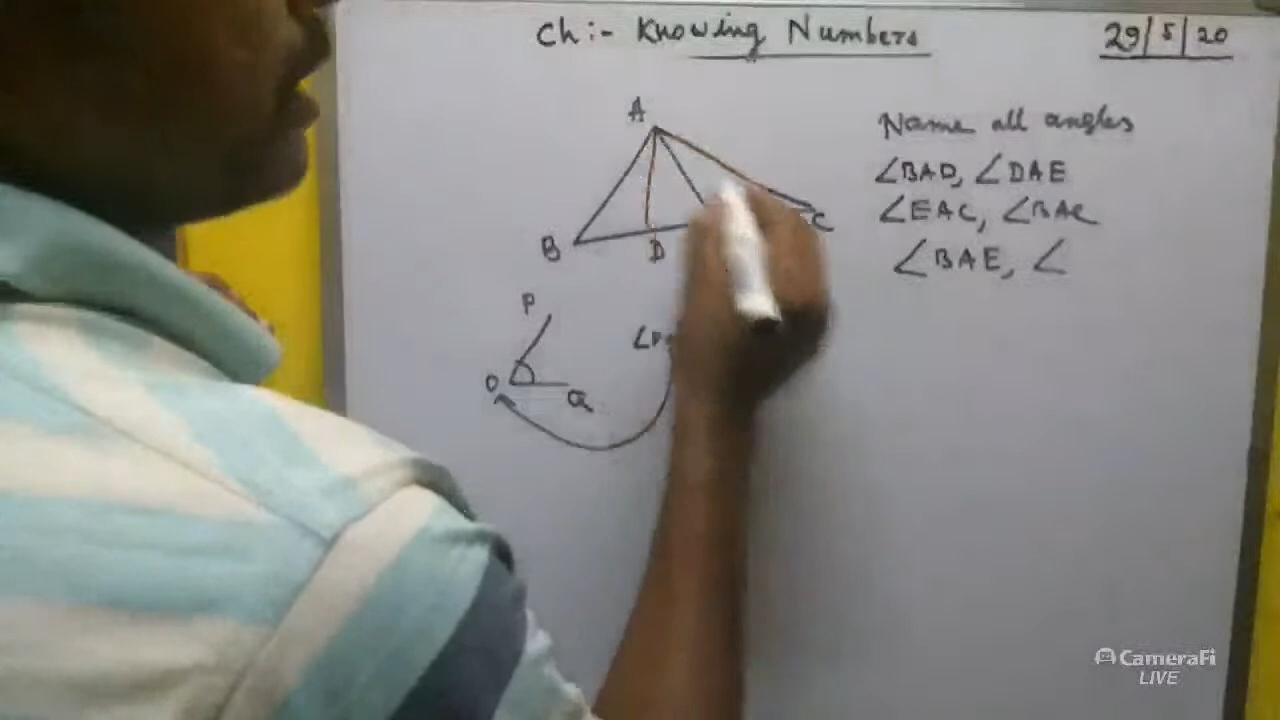 Ch:- Knowing Numbers
29/5/20
Name all angles
∠BAD, ∠DAE
∠EAC, ∠BAC
∠BAE, ∠
A
B
D
C
P
O
Q
CameraFi
LIVE